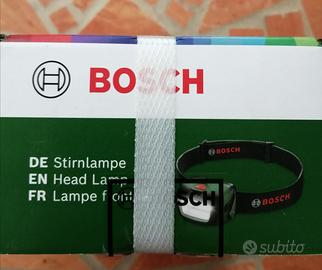 BOSCH
DE Stirnlampe
EN Head Lamp
FR Lampe
BOSCH
BOSCH
subito